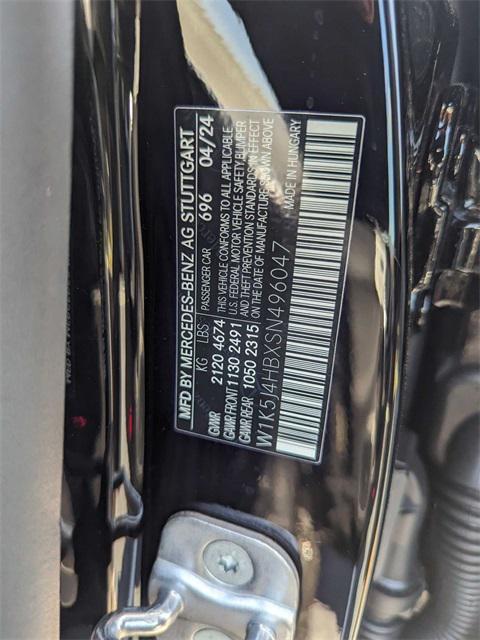 MFD BY MERCEDES-BENZ AG STUTTGART
KG LBS PASSENGER CAR 696 04/24
GVWR 2120 4674 THIS VEHICLE CONFORMS TO ALL APPLICABLE
GAWR FRONT 1130 2491 U.S. FEDERAL MOTOR VEHICLE SAFETY BUMPER
GAWR REAR 1050 2315 AND THEFT PREVENTION STANDARDS IN EFFECT
ON THE DATE OF MANUFACTURE SHOWN ABOVE
W1K5J4HBXSN496047 MADE IN HUNGARY